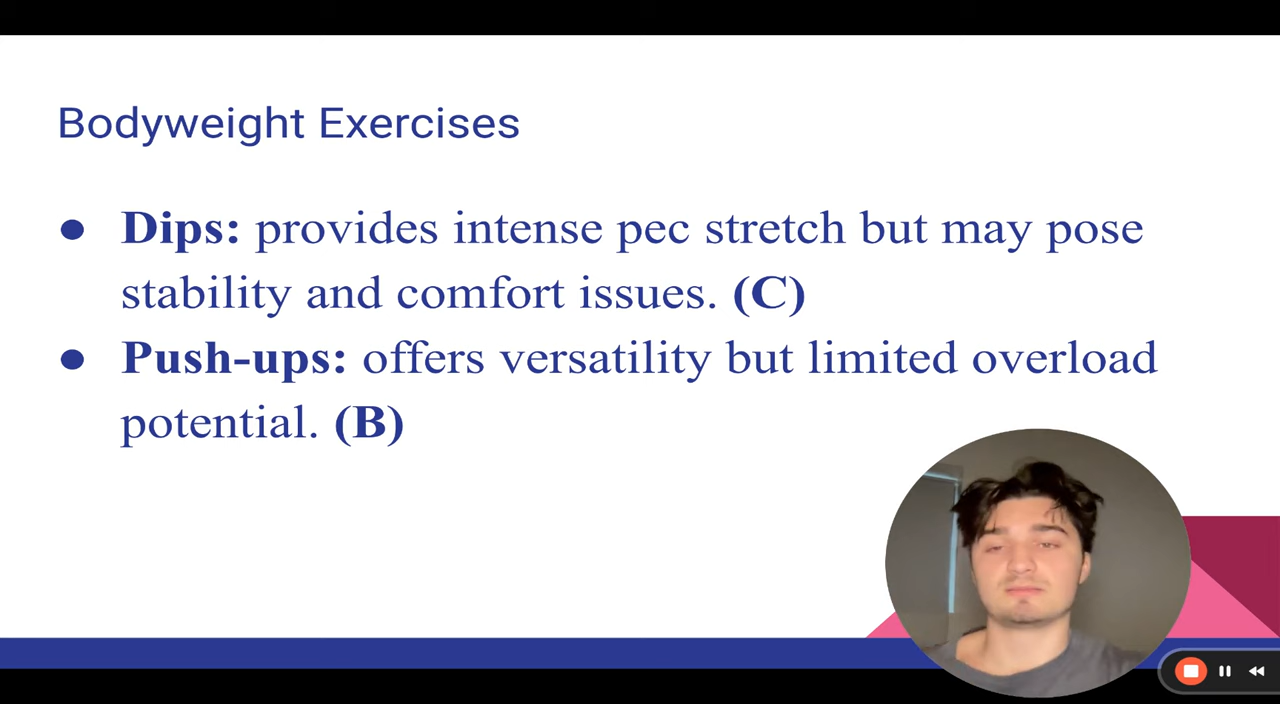 Bodyweight Exercises
● Dips: provides intense pec stretch but may pose
stability and comfort issues. (C)
● Push-ups: offers versatility but limited overload
potential. (B)